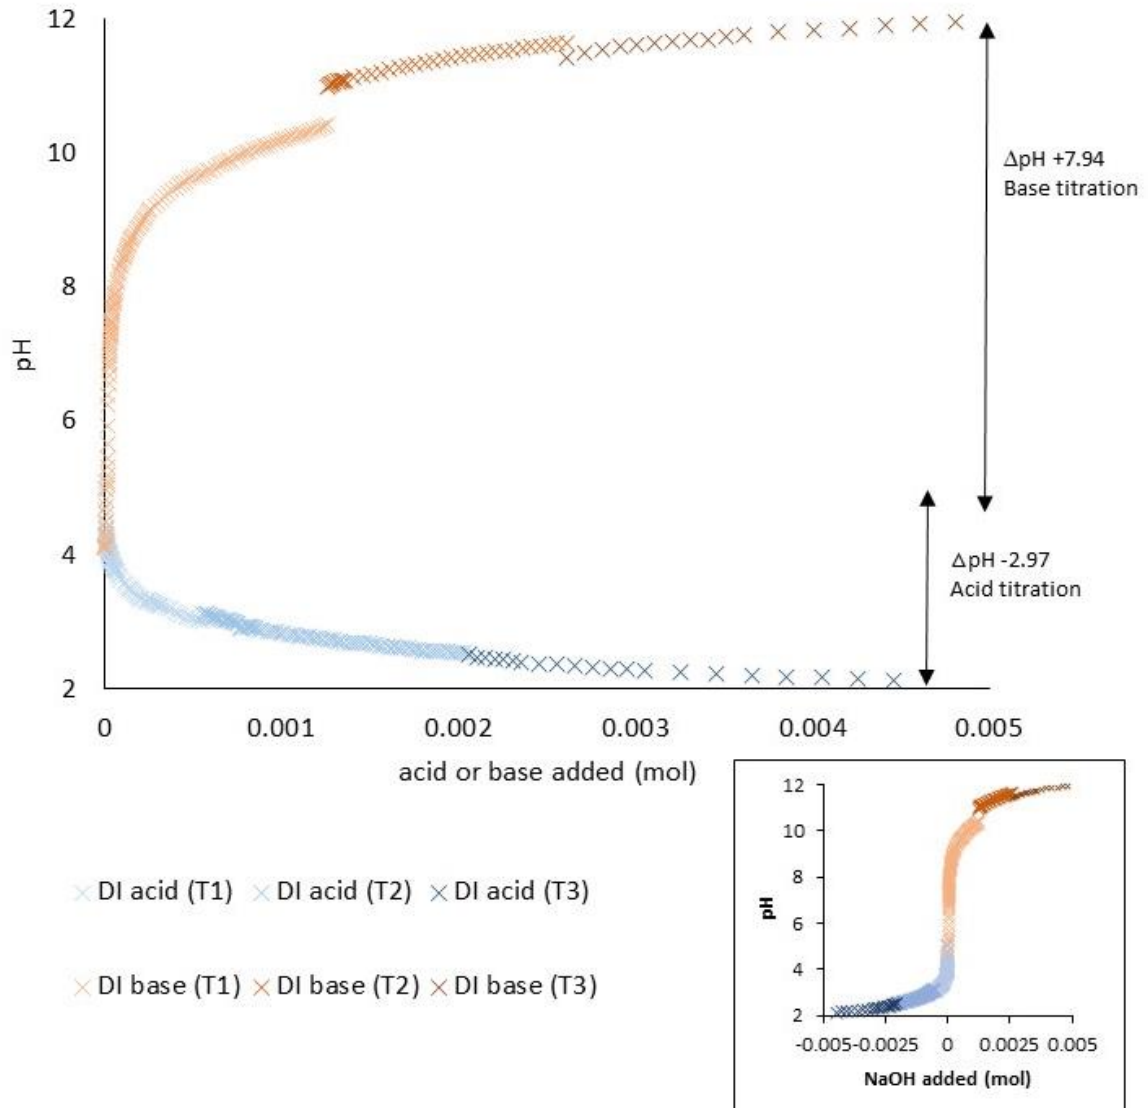 12
10
8
6
4
2
pH
0 0.001 0.002 0.003 0.004 0.005
acid or base added (mol)
ΔpH +7.94
Base titration
ΔpH -2.97
Acid titration
DI acid (T1) DI acid (T2) DI acid (T3)
DI base (T1) DI base (T2) DI base (T3)
12
10
8
6
4
2
pH
-0.005 -0.0025 0 0.0025 0.005
NaOH added (mol)